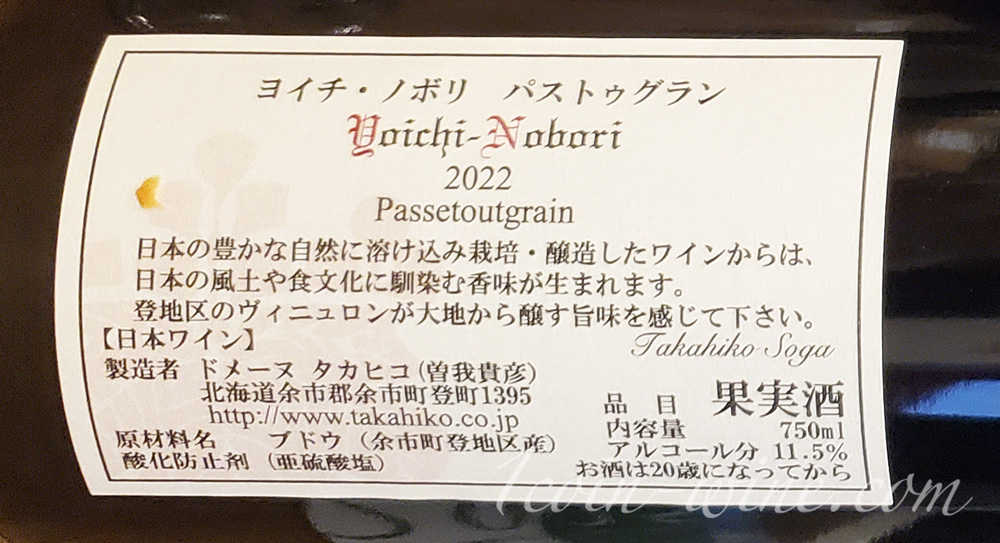 ヨイチ・ノボリ　パストゥグラン
Yoichi-Nobori
2022
Passetoutgrain
日本の豊かな自然に溶け込み栽培・醸造したワインからは、
日本の風土や食文化に馴染む香味が生まれます。
登地区のヴィニュロンが大地から醸す旨味を感じて下さい。
【日本ワイン】
Takahiko Soga
製造者 ドメーヌ タカヒコ(曽我貴彦)
北海道余市郡余市町登町1395
http://www.takahiko.co.jp
原材料名 ブドウ（余市町登地区産）
酸化防止剤（亜硫酸塩）
品目 果実酒
内容量 750ml
アルコール分 11.5%
お酒は20歳になってから
1coin-wine.com